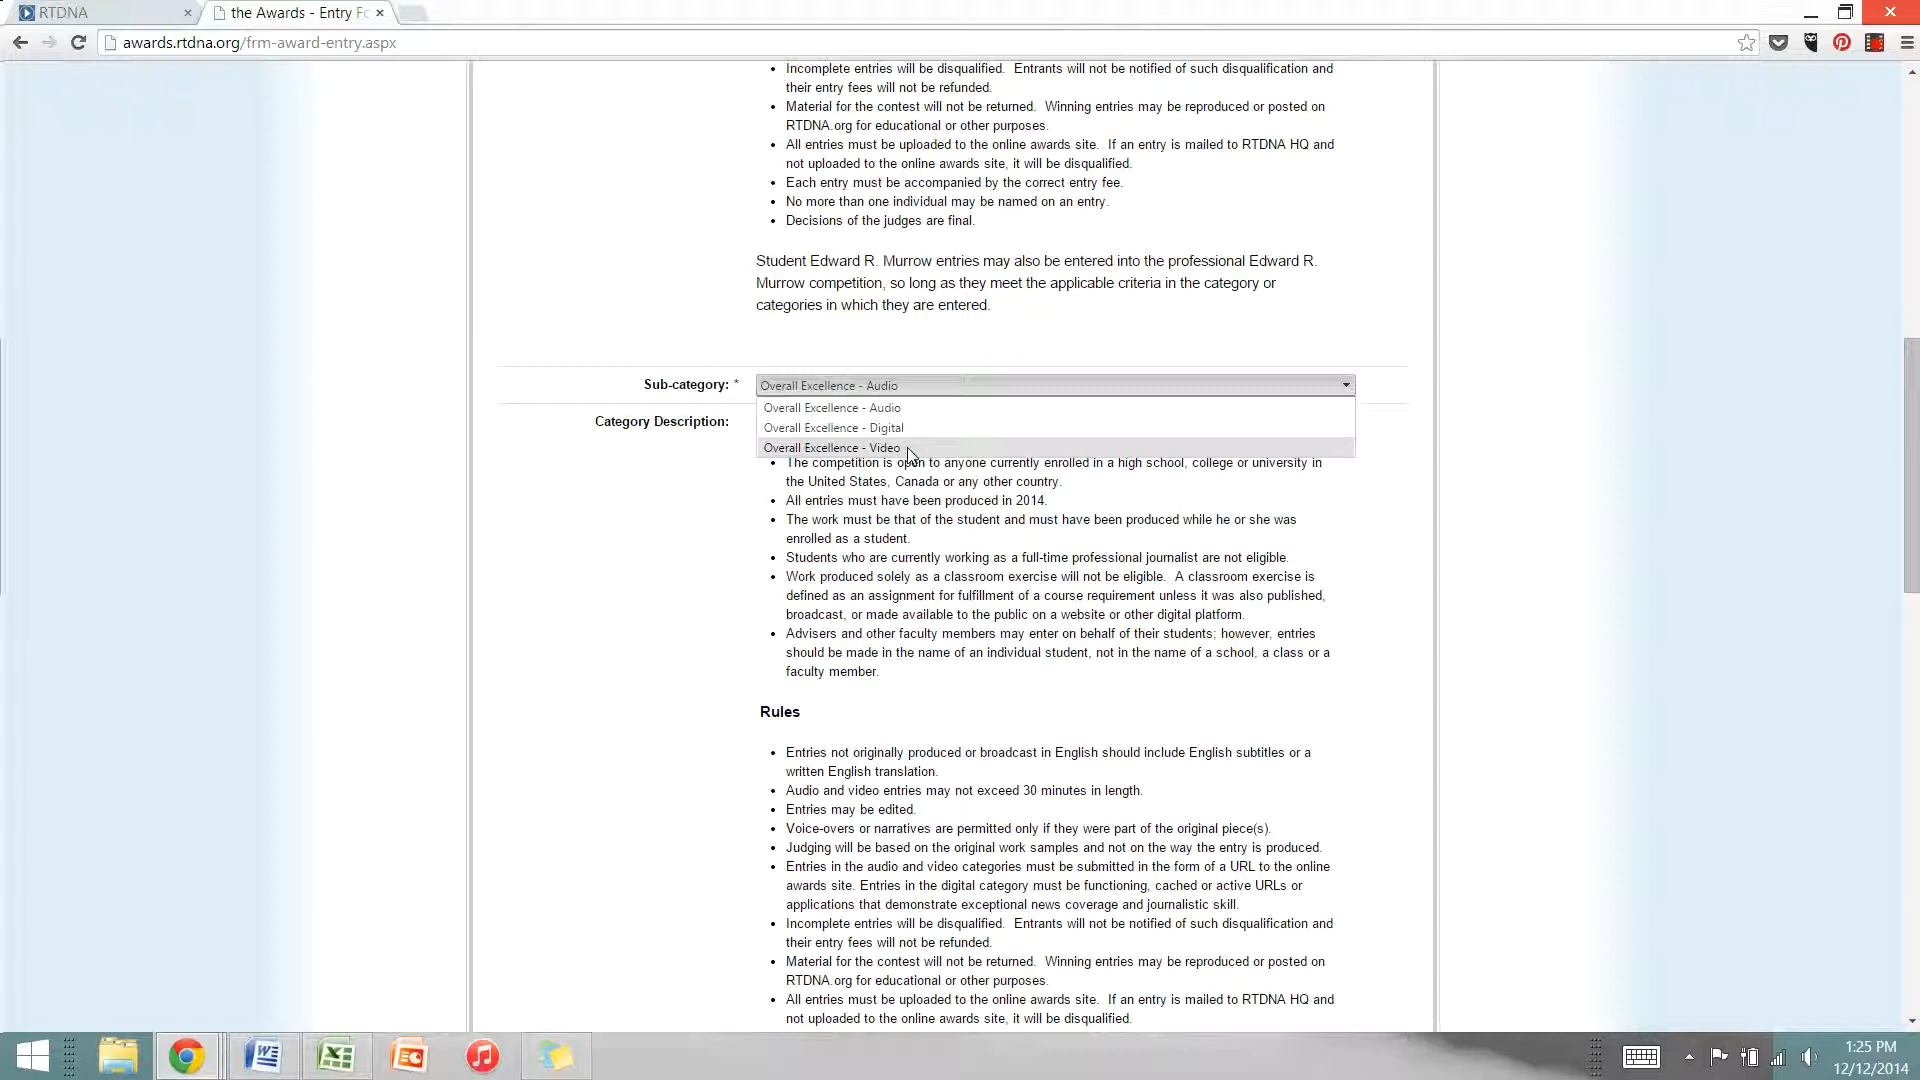 RTDNA
the Awards - Entry Fo
awards.rtdna.org/frm-award-entry.aspx
• Incomplete entries will be disqualified. Entrants will not be notified of such disqualification and
their entry fees will not be refunded.
• Material for the contest will not be returned. Winning entries may be reproduced or posted on
RTDNA.org for educational or other purposes.
• All entries must be uploaded to the online awards site. If an entry is mailed to RTDNA HQ and
not uploaded to the online awards site, it will be disqualified.
• Each entry must be accompanied by the correct entry fee.
• No more than one individual may be named on an entry.
• Decisions of the judges are final.
Student Edward R. Murrow entries may also be entered into the professional Edward R.
Murrow competition, so long as they meet the applicable criteria in the category or
categories in which they are entered.
Sub-category: *
Overall Excellence - Audio
Overall Excellence - Audio
Overall Excellence - Digital
Overall Excellence - Video
Category Description:
• The competition is open to anyone currently enrolled in a high school, college or university in
the United States, Canada or any other country.
• All entries must have been produced in 2014.
• The work must be that of the student and must have been produced while he or she was
enrolled as a student.
• Students who are currently working as a full-time professional journalist are not eligible.
• Work produced solely as a classroom exercise will not be eligible. A classroom exercise is
defined as an assignment for fulfillment of a course requirement unless it was also published,
broadcast, or made available to the public on a website or other digital platform.
• Advisers and other faculty members may enter on behalf of their students; however, entries
should be made in the name of an individual student, not in the name of a school, a class or a
faculty member.
Rules
• Entries not originally produced or broadcast in English should include English subtitles or a
written English translation.
• Audio and video entries may not exceed 30 minutes in length.
• Entries may be edited.
• Voice-overs or narratives are permitted only if they were part of the original piece(s).
• Judging will be based on the original work samples and not on the way the entry is produced.
• Entries in the audio and video categories must be submitted in the form of a URL to the online
awards site. Entries in the digital category must be functioning, cached or active URLs or
applications that demonstrate exceptional news coverage and journalistic skill.
• Incomplete entries will be disqualified. Entrants will not be notified of such disqualification and
their entry fees will not be refunded.
• Material for the contest will not be returned. Winning entries may be reproduced or posted on
RTDNA.org for educational or other purposes.
• All entries must be uploaded to the online awards site. If an entry is mailed to RTDNA HQ and
not uploaded to the online awards site, it will be disqualified.
1:25 PM
12/12/2014